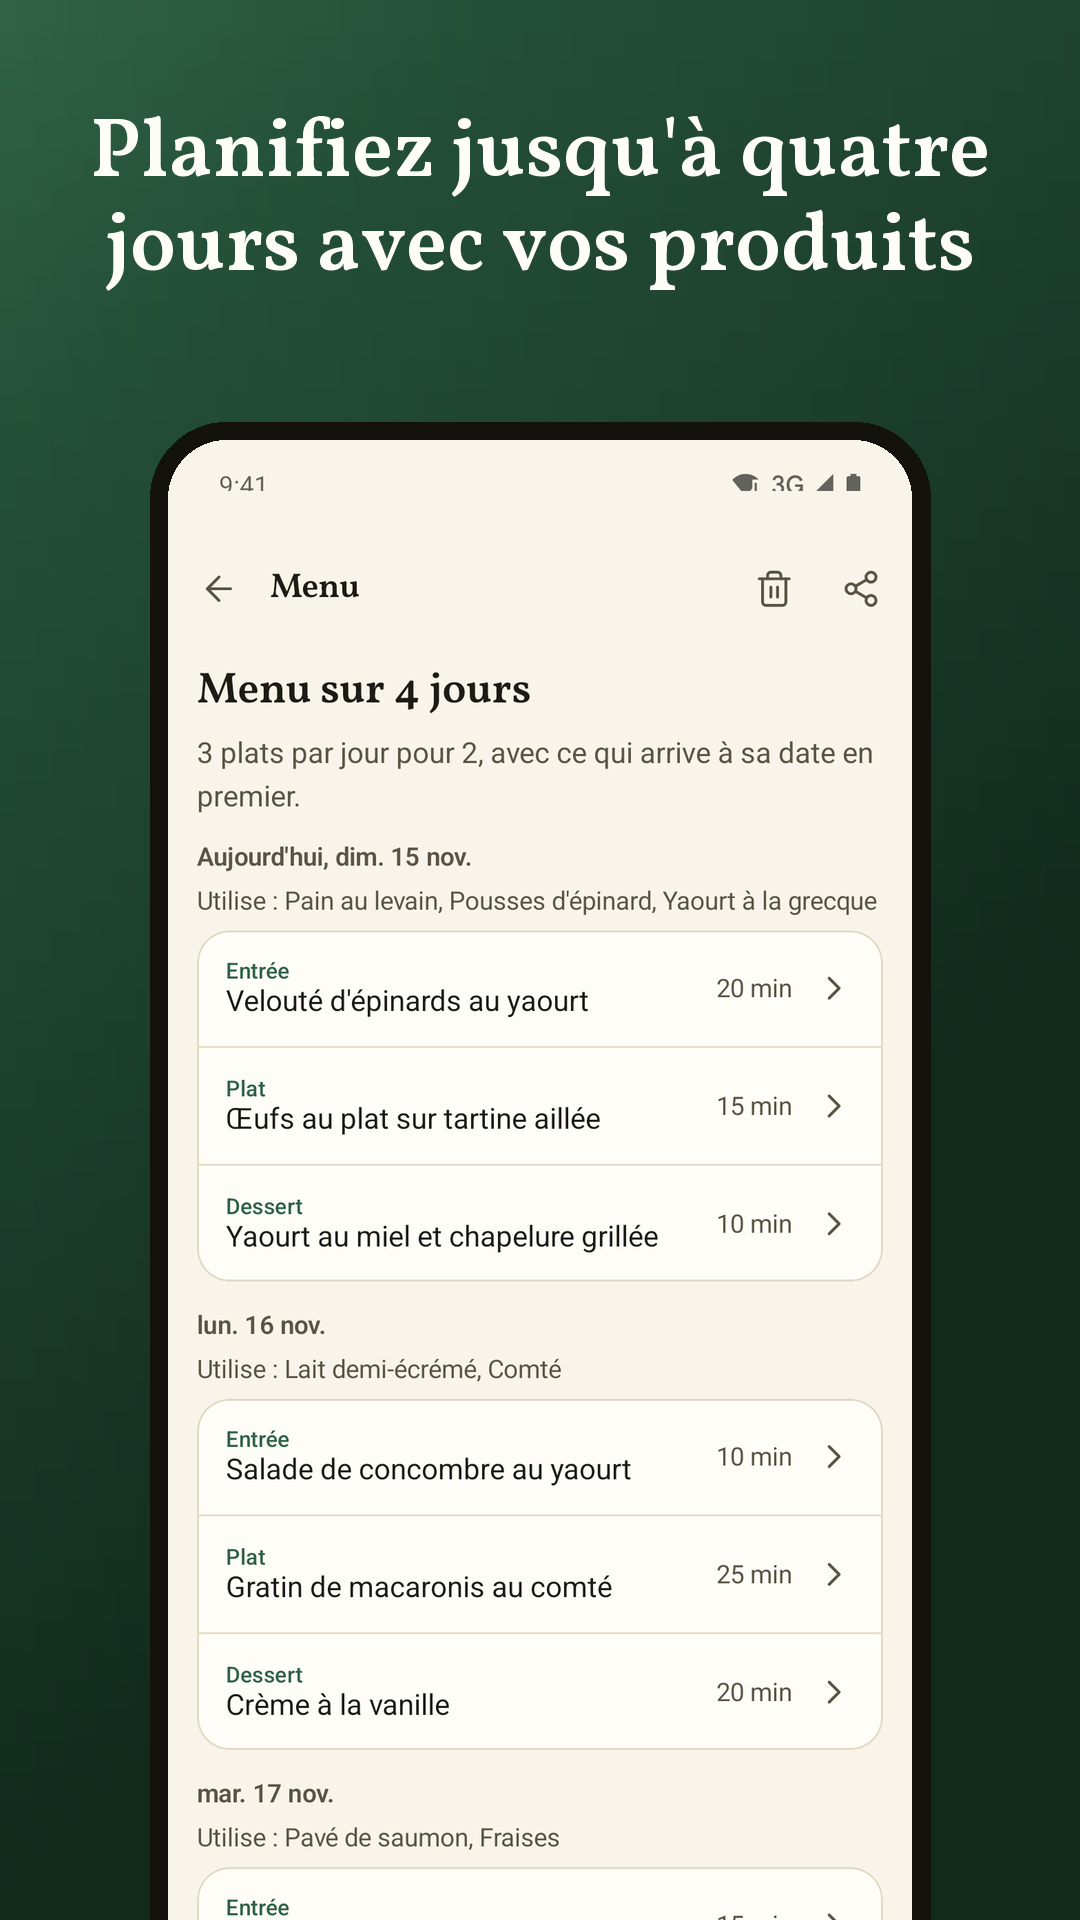 Planifiez jusqu'à quatre
jours avec vos produits
9:41
3G
Menu
Menu sur 4 jours
3 plats par jour pour 2, avec ce qui arrive à sa date en
premier.
Aujourd'hui, dim. 15 nov.
Utilise : Pain au levain, Pousses d'épinard, Yaourt à la grecque
Entrée
Velouté d'épinards au yaourt
20 min
Plat
Œufs au plat sur tartine aillée
15 min
Dessert
Yaourt au miel et chapelure grillée
10 min
lun. 16 nov.
Utilise : Lait demi-écrémé, Comté
Entrée
Salade de concombre au yaourt
10 min
Plat
Gratin de macaronis au comté
25 min
Dessert
Crème à la vanille
20 min
mar. 17 nov.
Utilise : Pavé de saumon, Fraises
Entrée